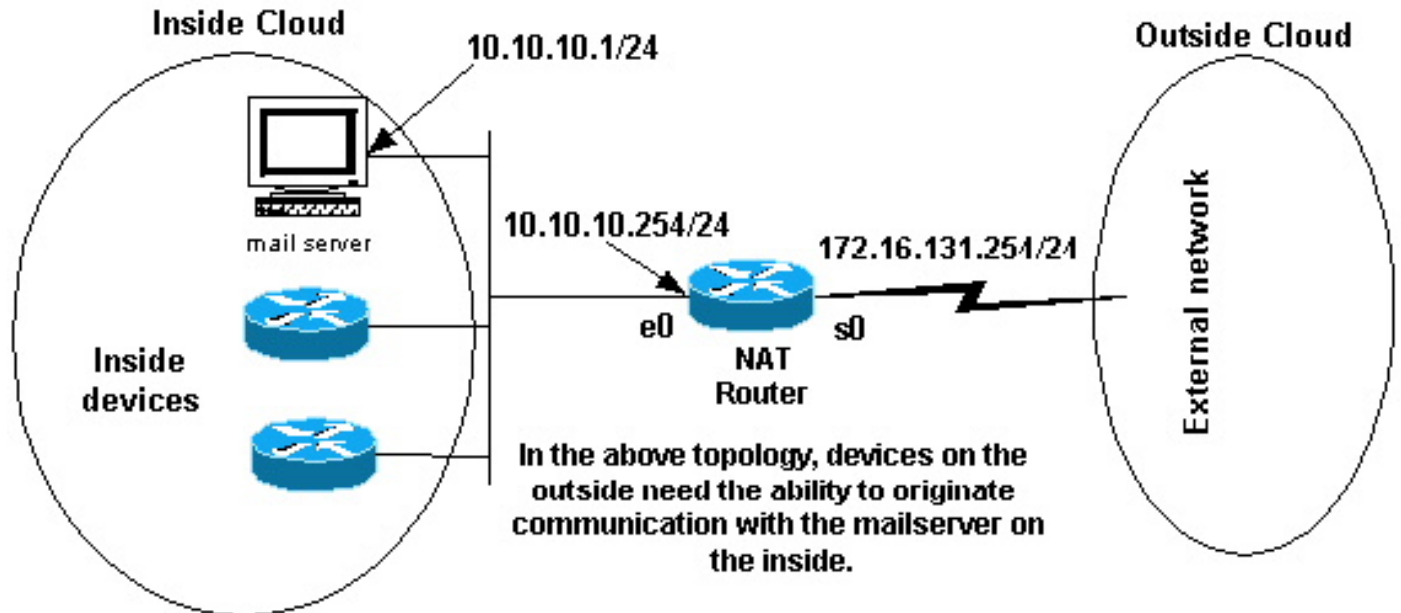 Inside Cloud
10.10.10.1/24
Outside Cloud
mail server
10.10.10.254/24
172.16.131.254/24
e0
s0
NAT
Router
Inside
devices
External network
In the above topology, devices on the
outside need the ability to originate
communication with the mailserver on
the inside.